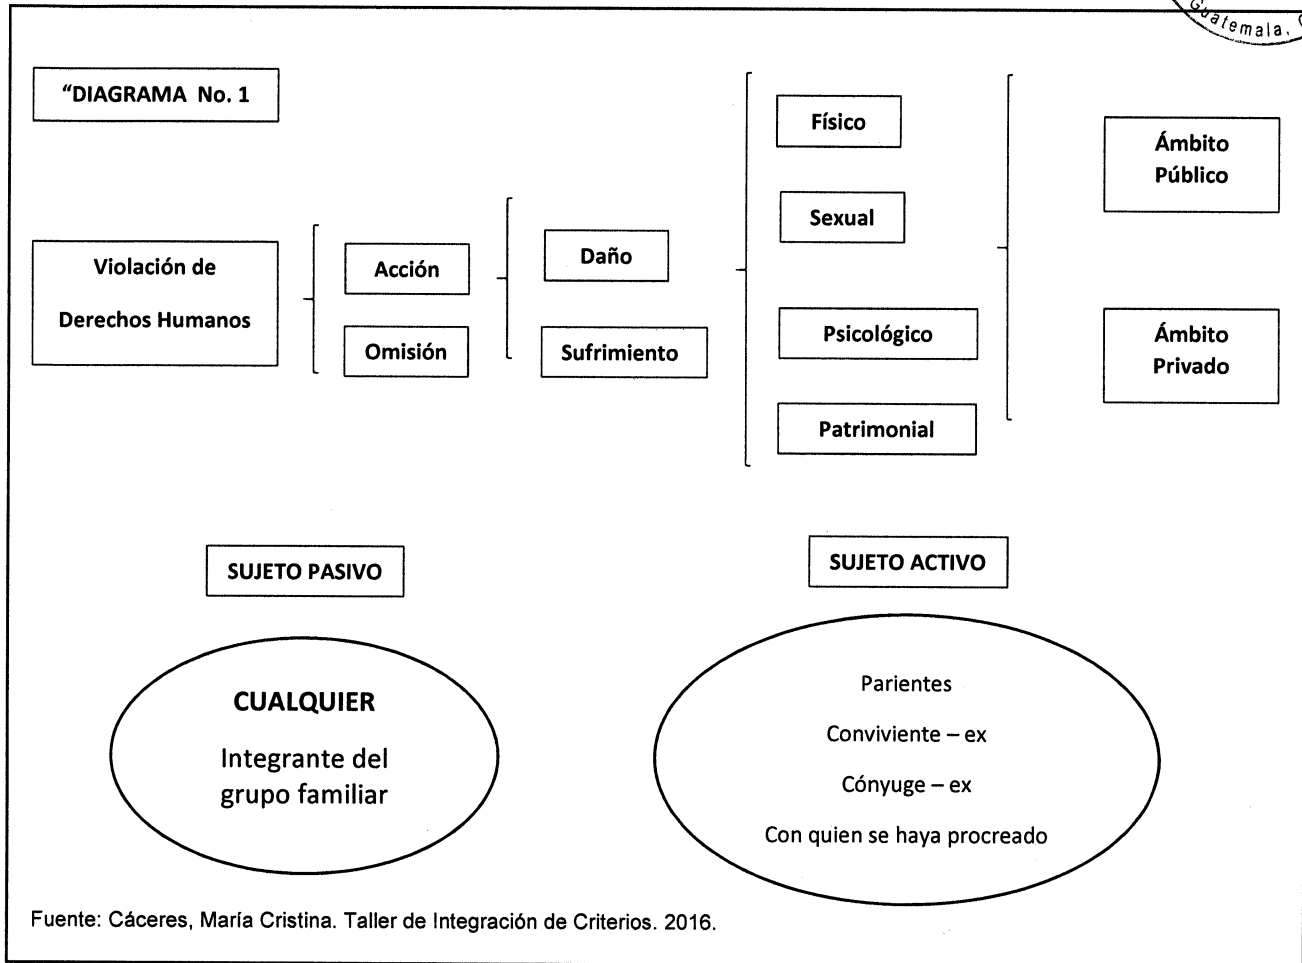 Guatemala,
“DIAGRAMA No. 1
Violación de
Derechos Humanos
Acción
Omisión
Daño
Sufrimiento
Físico
Sexual
Psicológico
Patrimonial
Ámbito
Público
Ámbito
Privado
SUJETO PASIVO
CUALQUIER
Integrante del
grupo familiar
SUJETO ACTIVO
Parientes
Conviviente – ex
Cónyuge – ex
Con quien se haya procreado
Fuente: Cáceres, María Cristina. Taller de Integración de Criterios. 2016.